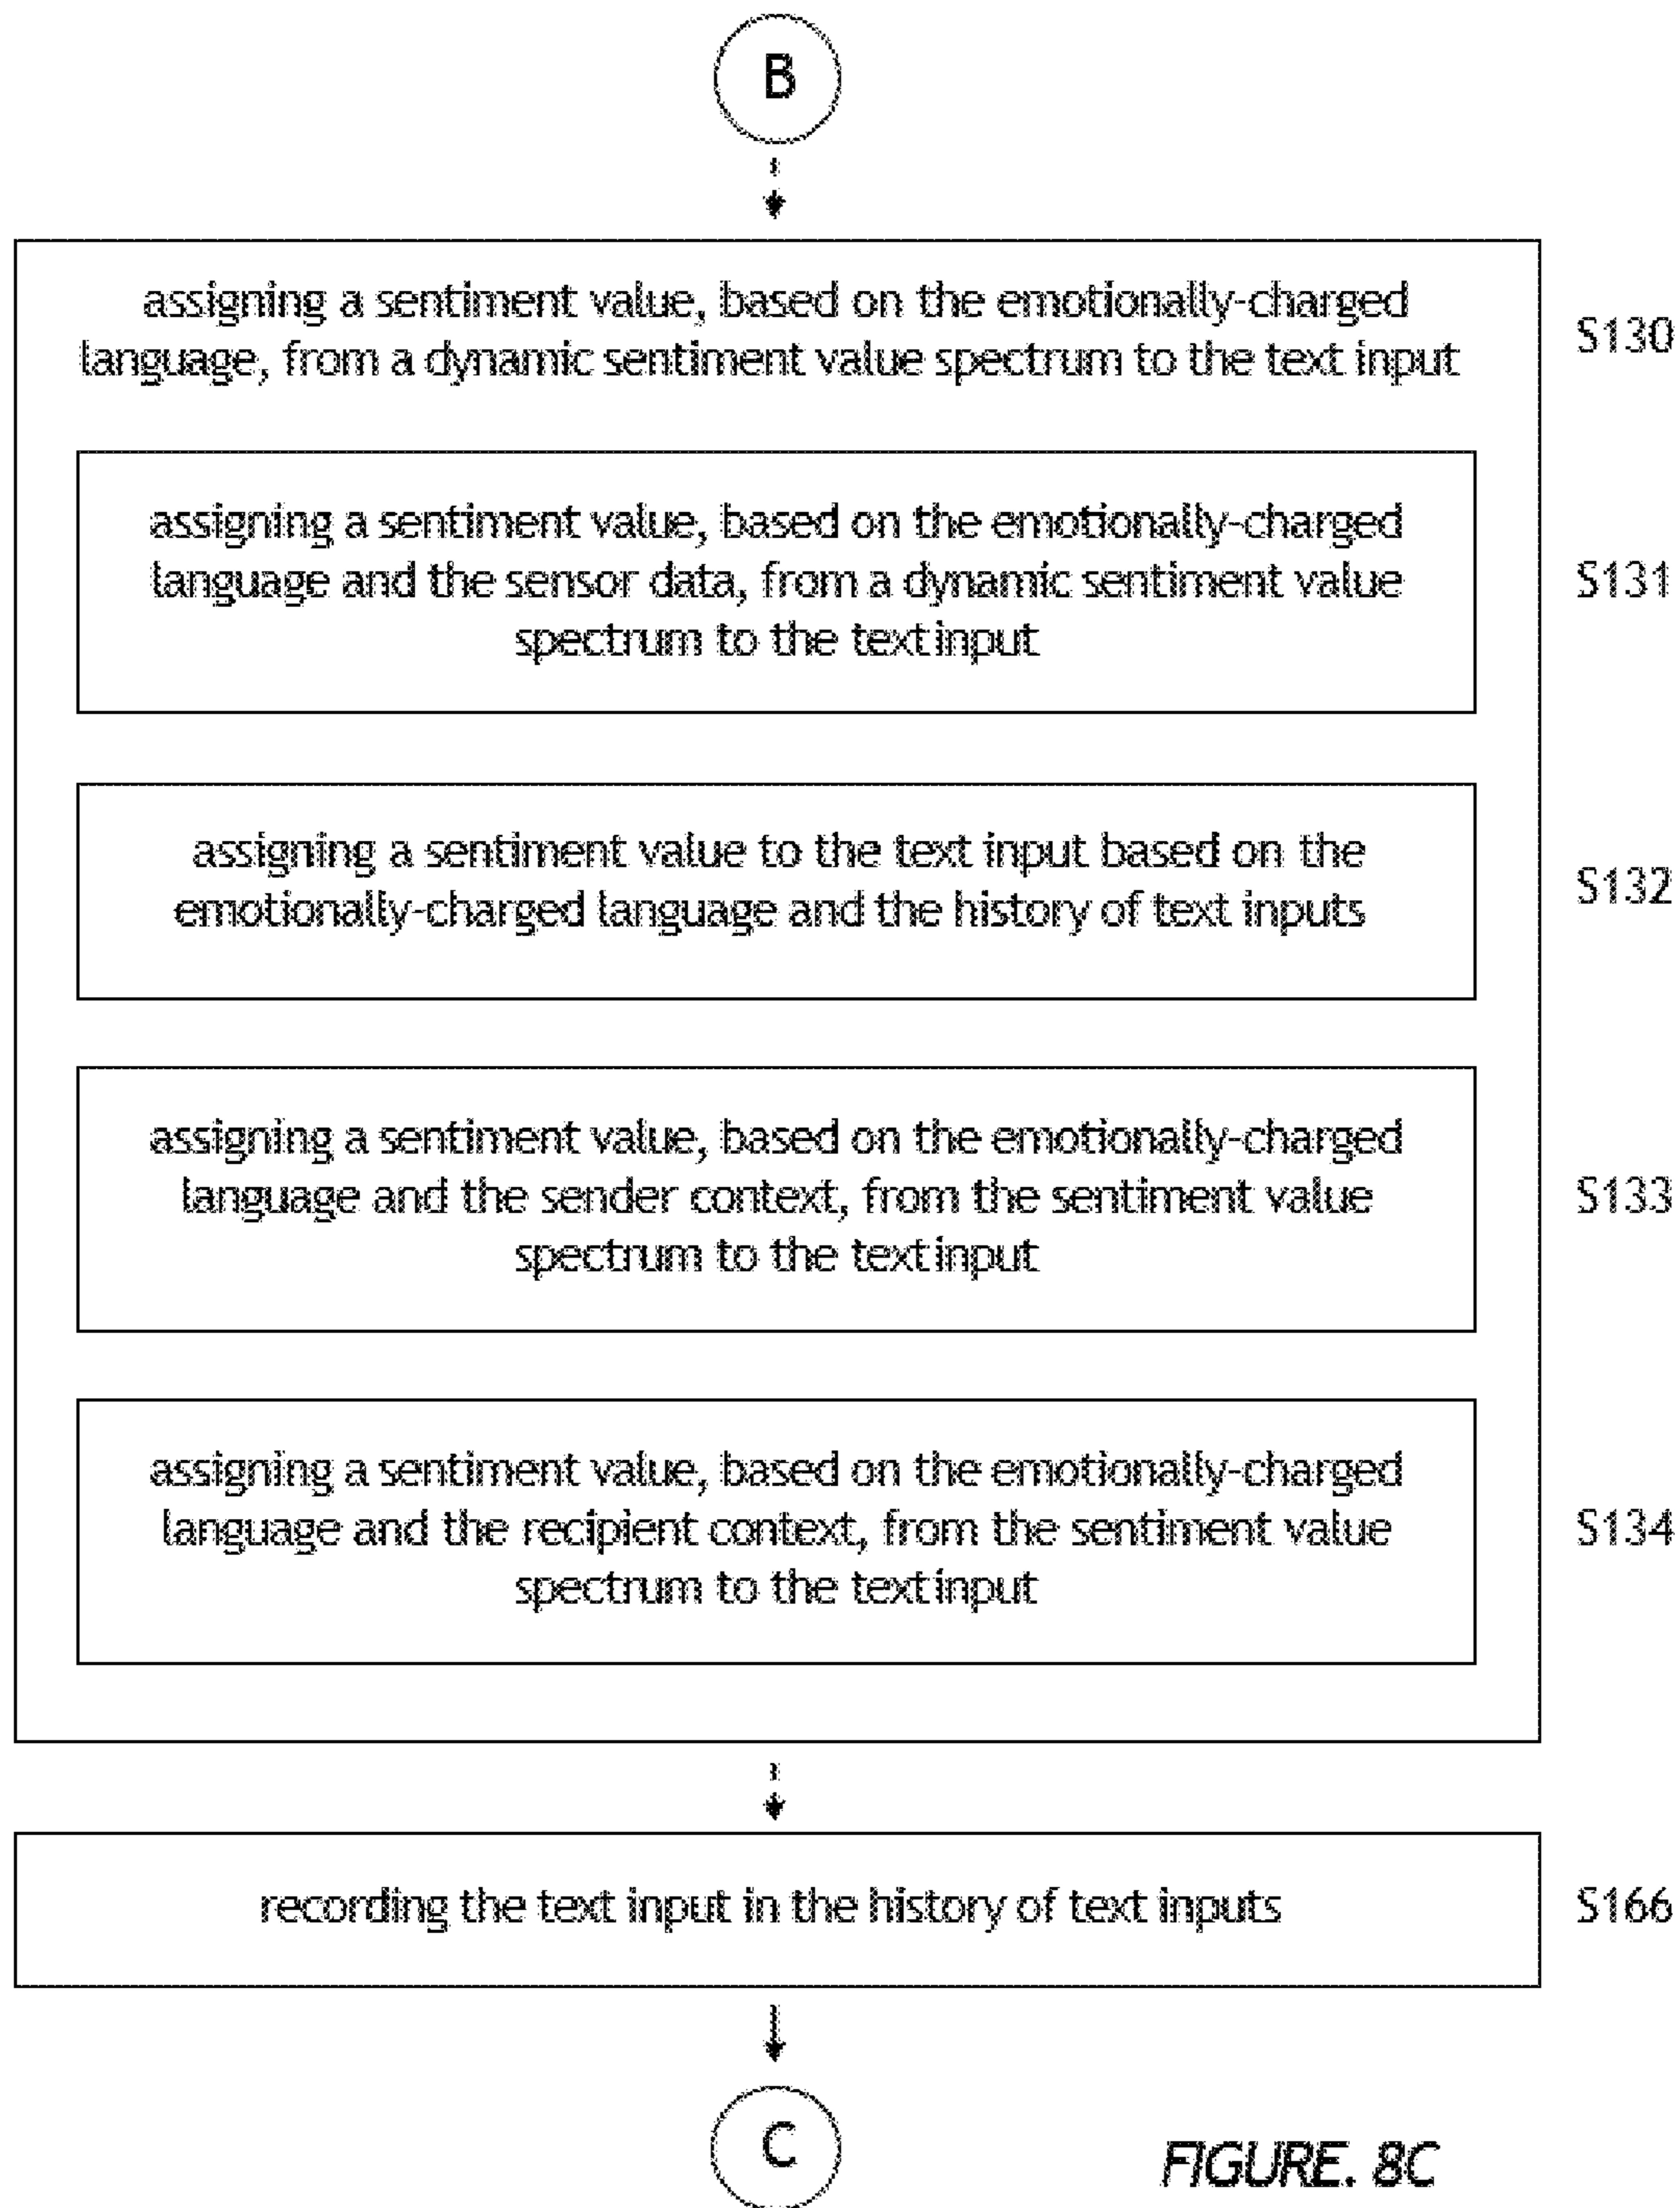 B
assigning a sentiment value, based on the emotionally-charged
language, from a dynamic sentiment value spectrum to the text input
S130
assigning a sentiment value, based on the emotionally-charged
language and the sensor data, from a dynamic sentiment value
spectrum to the text input
S131
assigning a sentiment value to the text input based on the
emotionally-charged language and the history of text inputs
S132
assigning a sentiment value, based on the emotionally-charged
language and the sender context, from the sentiment value
spectrum to the text input
S133
assigning a sentiment value, based on the emotionally-charged
language and the recipient context, from the sentiment value
spectrum to the text input
S134
recording the text input in the history of text inputs
S166
C
FIGURE. 8C